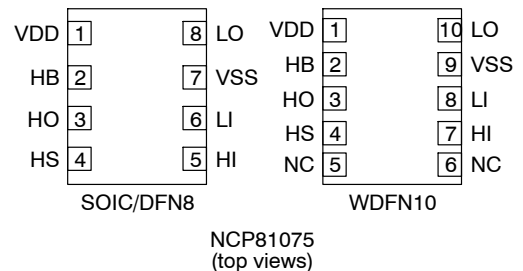 VDD 1 8 LO
HB 2 7 VSS
HO 3 6 LI
HS 4 5 HI
SOIC/DFN8
VDD 1 10 LO
HB 2 9 VSS
HO 3 8 LI
HS 4 7 HI
NC 5 6 NC
WDFN10
NCP81075
(top views)